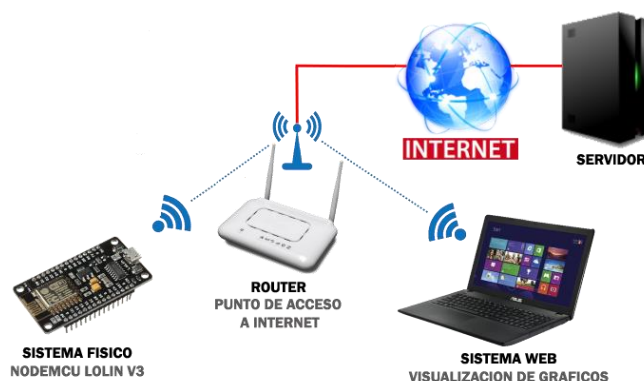 INTERNET
SERVIDOR
ROUTER
PUNTO DE ACCESO
A INTERNET
SISTEMA FISICO
NODEMCU LOLIN V3
SISTEMA WEB
VISUALIZACION DE GRAFICOS